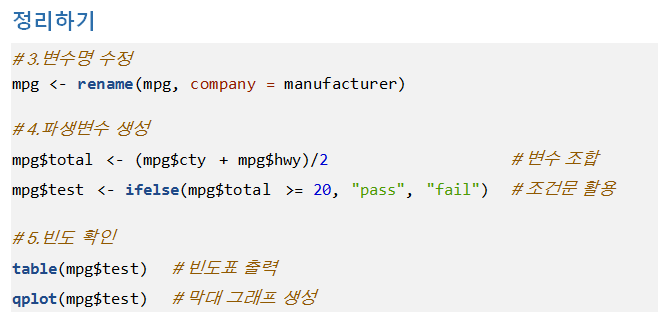 정리하기
# 3.변수명 수정
mpg <- rename(mpg, company = manufacturer)
# 4.파생변수 생성
mpg$total <- (mpg$cty + mpg$hwy)/2 # 변수 조합
mpg$test <- ifelse(mpg$total >= 20, "pass", "fail") # 조건문 활용
# 5.빈도 확인
table(mpg$test) # 빈도표 출력
qplot(mpg$test) # 막대 그래프 생성